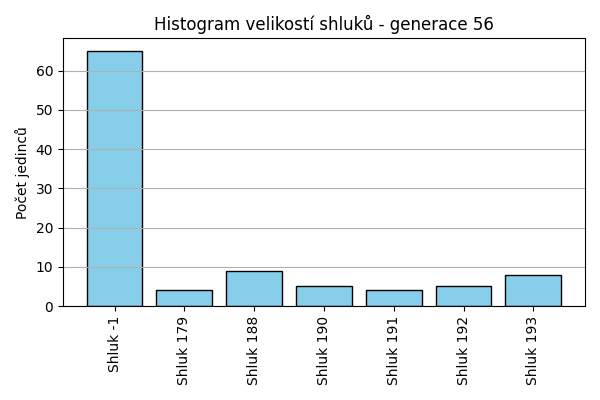 Histogram velikostí shluků - generace 56
Počet jedinců
60
50
40
30
20
10
0
Shluk -1
Shluk 179
Shluk 188
Shluk 190
Shluk 191
Shluk 192
Shluk 193